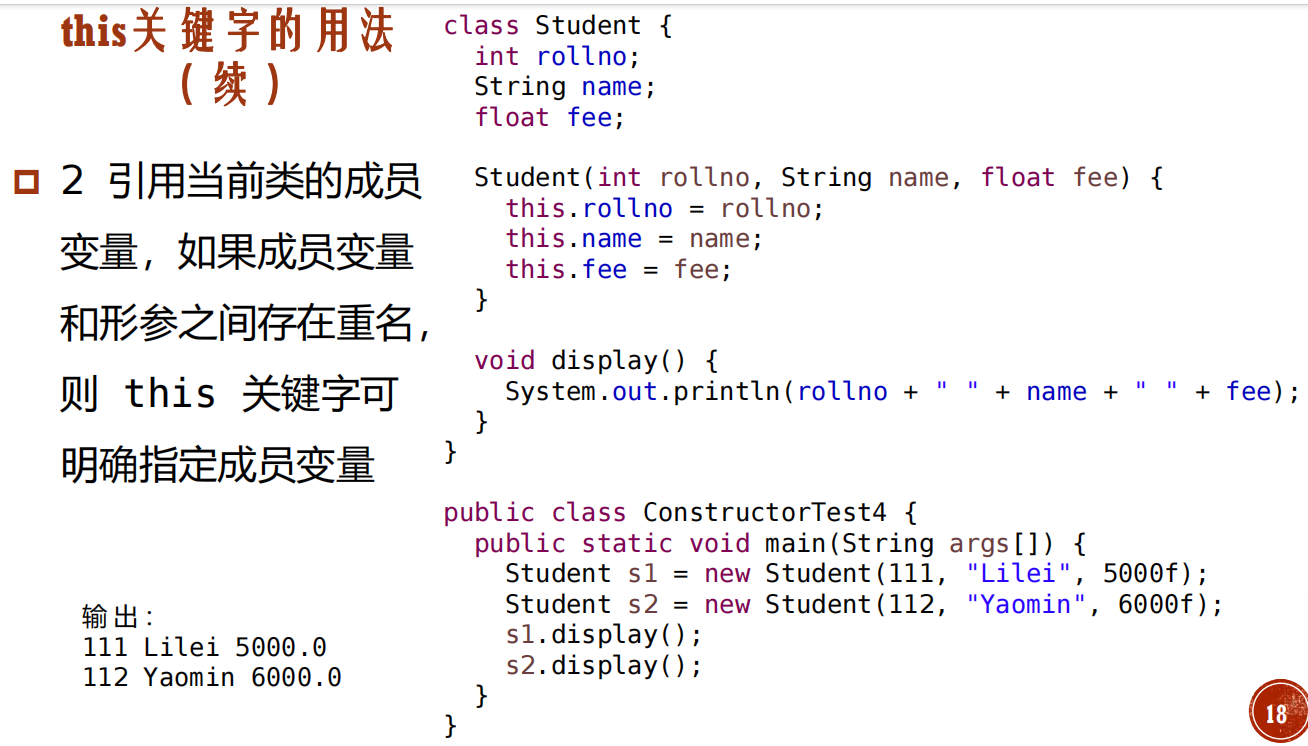 this关键字的用法
（续）
2 引用当前类的成员
变量，如果成员变量
和形参之间存在重名，
则 this 关键字可
明确指定成员变量
输出：
111 Lilei 5000.0
112 Yaomin 6000.0
class Student {
int rollno;
String name;
float fee;
Student(int rollno, String name, float fee) {
this.rollno = rollno;
this.name = name;
this.fee = fee;
}
void display() {
System.out.println(rollno + " " + name + " " + fee);
}
}
public class ConstructorTest4 {
public static void main(String args[]) {
Student s1 = new Student(111, "Lilei", 5000f);
Student s2 = new Student(112, "Yaomin", 6000f);
s1.display();
s2.display();
}
}
18